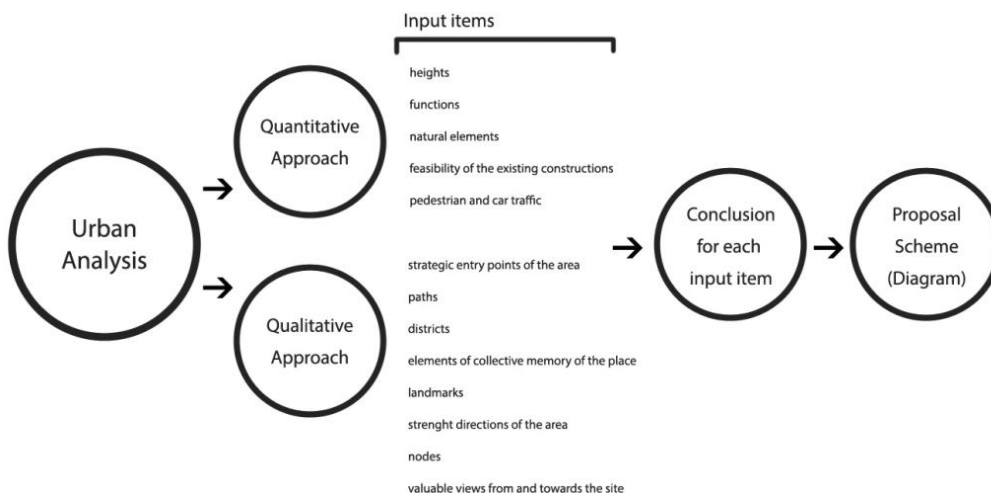 Input items
Urban
Analysis
Quantitative
Approach
heights
functions
natural elements
feasibility of the existing constructions
pedestrian and car traffic
Qualitative
Approach
strategic entry points of the area
paths
districts
elements of collective memory of the place
landmarks
strenght directions of the area
nodes
valuable views from and towards the site
Conclusion
for each
input item
Proposal
Scheme
(Diagram)